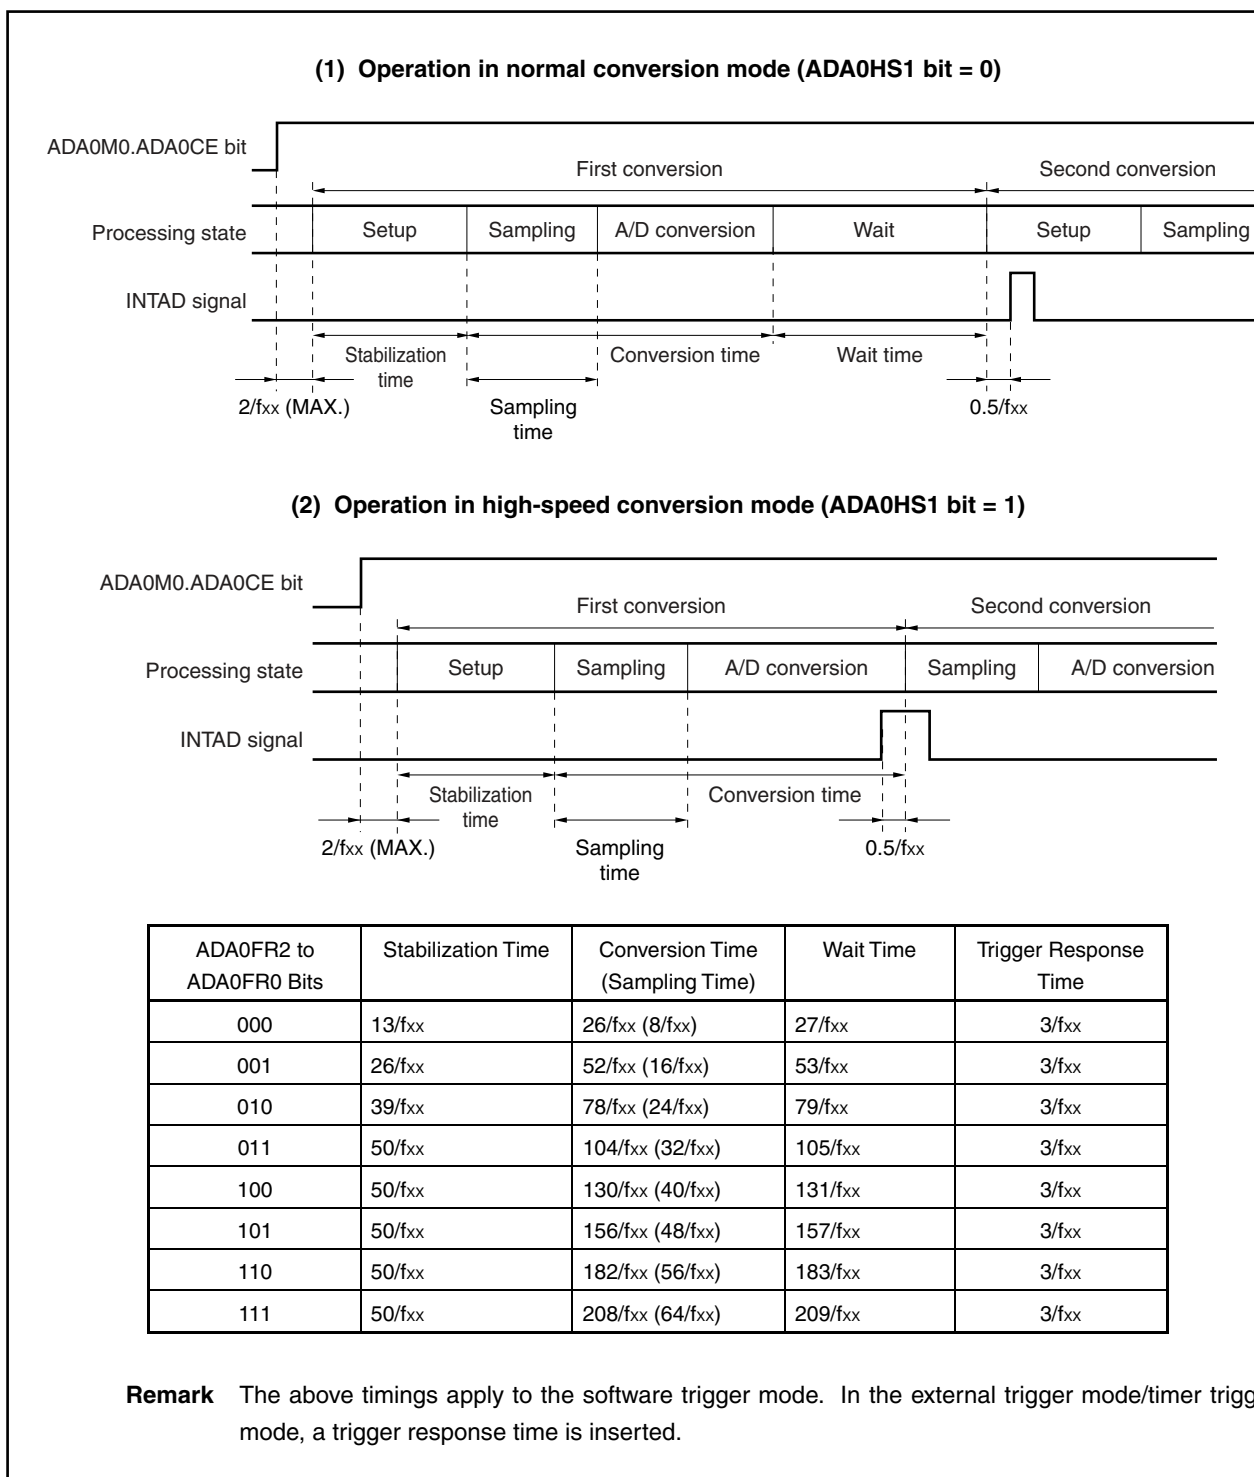 (1) Operation in normal conversion mode (ADA0HS1 bit = 0)
ADA0M0.ADA0CE bit
First conversion Second conversion
Processing state Setup Sampling A/D conversion Wait Setup Sampling
INTAD signal
Stabilization time Conversion time Wait time
2/fxx (MAX.) Sampling time 0.5/fxx
(2) Operation in high-speed conversion mode (ADA0HS1 bit = 1)
ADA0M0.ADA0CE bit
First conversion Second conversion
Processing state Setup Sampling A/D conversion Sampling A/D conversion
INTAD signal
Stabilization time Conversion time
2/fxx (MAX.) Sampling time 0.5/fxx
ADA0FR2 to ADA0FR0 Bits Stabilization Time Conversion Time (Sampling Time) Wait Time Trigger Response Time
000 13/fxx 26/fxx (8/fxx) 27/fxx 3/fxx
001 26/fxx 52/fxx (16/fxx) 53/fxx 3/fxx
010 39/fxx 78/fxx (24/fxx) 79/fxx 3/fxx
011 50/fxx 104/fxx (32/fxx) 105/fxx 3/fxx
100 50/fxx 130/fxx (40/fxx) 131/fxx 3/fxx
101 50/fxx 156/fxx (48/fxx) 157/fxx 3/fxx
110 50/fxx 182/fxx (56/fxx) 183/fxx 3/fxx
111 50/fxx 208/fxx (64/fxx) 209/fxx 3/fxx
Remark The above timings apply to the software trigger mode. In the external trigger mode/timer trigg
mode, a trigger response time is inserted.